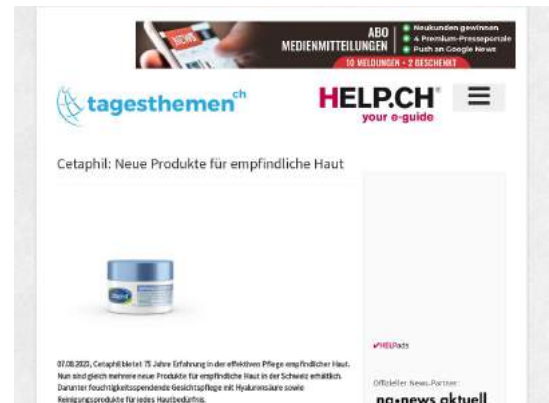 NEWS
ABO
MEDIENMITTEILUNGEN
Neukunden gewinnen
4 Premium-Presseportale
Push an Google News
10 MELDUNGEN + 2 GESCHENKT
tagesthemen.ch
HELP.CH®
your e-guide
Cetaphil: Neue Produkte für empfindliche Haut
Cetaphil
07.08.2023, Cetaphil bietet 75 Jahre Erfahrung in der effektiven Pflege empfindlicher Haut.
Nun sind gleich mehrere neue Produkte für empfindliche Haut in der Schweiz erhältlich.
Darunter feuchtigkeitsspendende Gesichtspflege mit Hyaluronsäure sowie
Reinigungsprodukte für jedes Hautbedürfnis.
HELPads
Offizieller News-Partner:
na•news aktuell